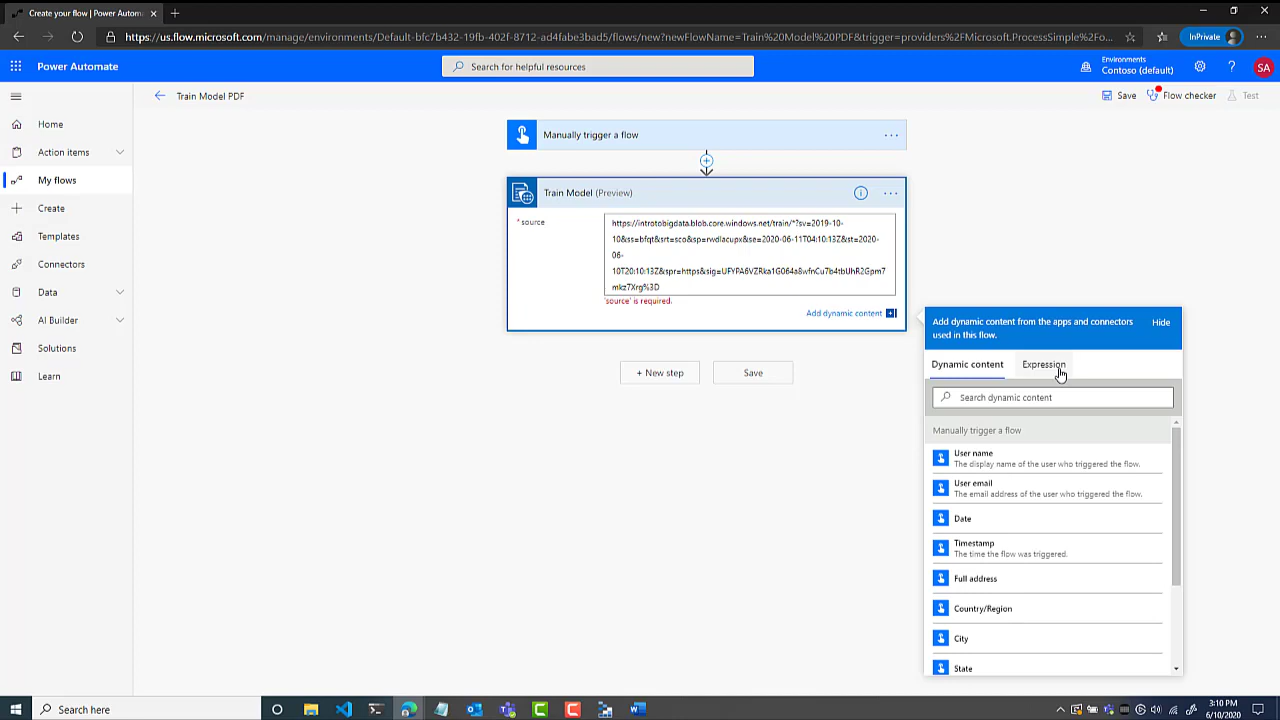 Create your flow | Power Automa
https://us.flow.microsoft.com/manage/environments/Default-bfc7b432-19fb-402f-8712-ad4fabe3bad5/flows/new?newFlowName=Train%20Model%20PDF&trigger=providers%2FMicrosoft.ProcessSimple%2Fo...
InPrivate
Power Automate
Search for helpful resources
Environments
Contoso (default)
SA
Train Model PDF
Save
Flow checker
Test
Home
Action items
My flows
Create
Templates
Connectors
Data
AI Builder
Solutions
Learn
Manually trigger a flow
Train Model (Preview)
* source
https://introtobigdata.blob.core.windows.net/train/*?sv=2019-10-
10&ss=bfqt&srt=sco&sp=rwdlacupx&se=2020-06-11T04:10:13Z&st=2020-
06-
10T20:10:13Z&spr=https&sig=UFYPA6VZRka1G064a8wfnCu7b4tbUhR2Gpm7
mkz7Xrg%3D
'source' is required.
Add dynamic content
+ New step
Save
Add dynamic content from the apps and connectors
used in this flow.
Hide
Dynamic content
Expression
Search dynamic content
Manually trigger a flow
User name
The display name of the user who triggered the flow.
User email
The email address of the user who triggered the flow.
Date
Timestamp
The time the flow was triggered.
Full address
Country/Region
City
State
Search here
3:10 PM
6/10/2020